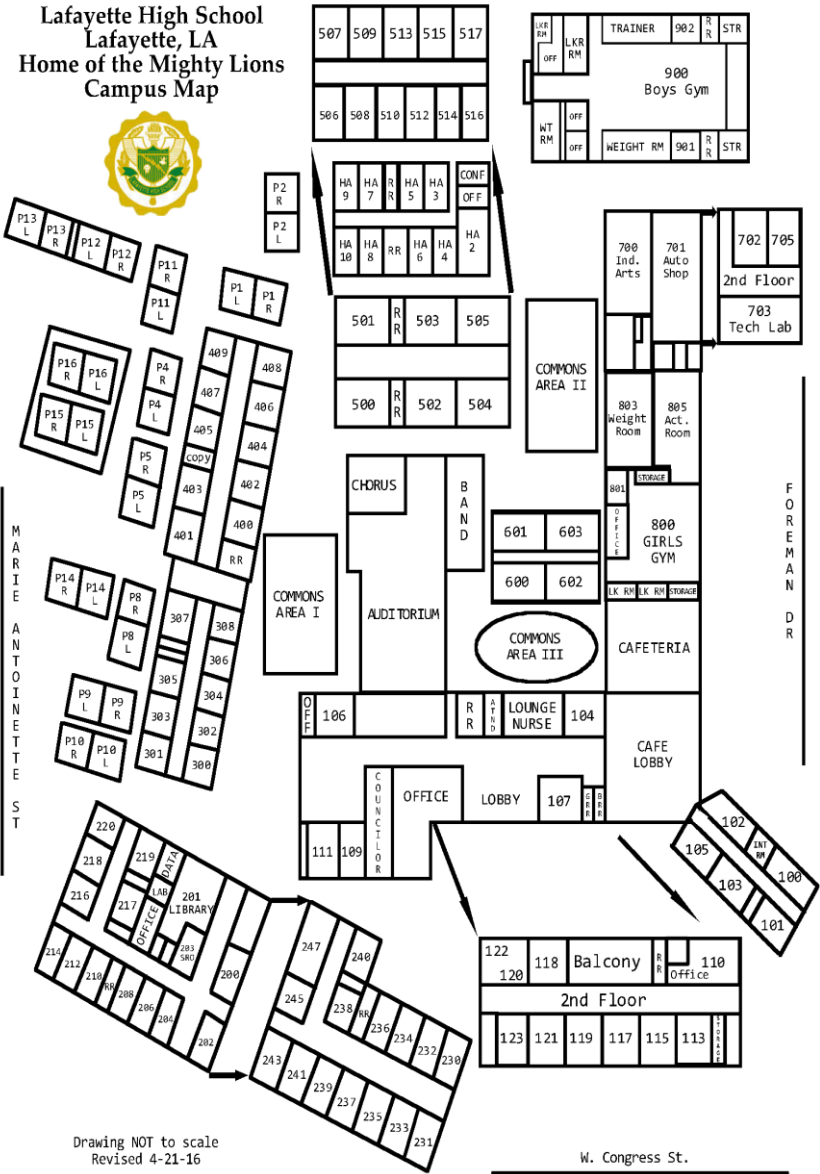 Lafayette High School
Lafayette, LA
Home of the Mighty Lions
Campus Map
507 509 513 515 517
506 508 510 512 514 516
LKR RM
OFF
LKR RM
TRAINER 902 RR STR
900
Boys Gym
WT RM
OFF
OFF
WEIGHT RM 901 RR STR
P2 R
P2 L
HA 9 HA 7 RR HA 5 HA 3 CONF
OFF
HA 10 HA 8 RR HA 6 HA 4 HA 2
P13 L P13 R P12 L P12 R
P11 R
P11 L
P1 L P1 R
501 RR 503 505
500 RR 502 504
COMMONS
AREA II
700
Ind.
Arts
701
Auto
Shop
702 705
2nd Floor
703
Tech Lab
P16 R P16 L
P15 R P15 L
P4 R
P4 L
P5 R
P5 L
409 408
407 406
405 404
copy
403 402
401 400
RR
803
Weight
Room
805
Act.
Room
STORAGE
801
OFFICE
800
GIRLS
GYM
LK RM LK RM STORAGE
CHORUS
BAND
AUDITORIUM
601 603
600 602
COMMONS
AREA I
COMMONS
AREA III
CAFETERIA
CAFE
LOBBY
MARIE ANTOINETTE ST
FOREMAN DR
P14 R P14 L
P8 R
P8 L
P9 L P9 R
P10 R P10 L
307 308
306
305 304
303 302
301 300
OFF 106
RR ATND LOUNGE
NURSE 104
COUNCILOR
OFFICE
LOBBY
107 GRR BRR
111 109
102 INT RM 100
105 103 101
220
218
216
219 DATA
LAB
217 OFFICE
201
LIBRARY
203
SRO
200
214 212 210 RR 208 206 204 202
247 240
245 238 RR 236 234 232 230
243 241 239 237 235 233 231
122
120
118 Balcony RR Office 110
2nd Floor
123 121 119 117 115 113 STORAGE
Drawing NOT to scale
Revised 4-21-16
W. Congress St.